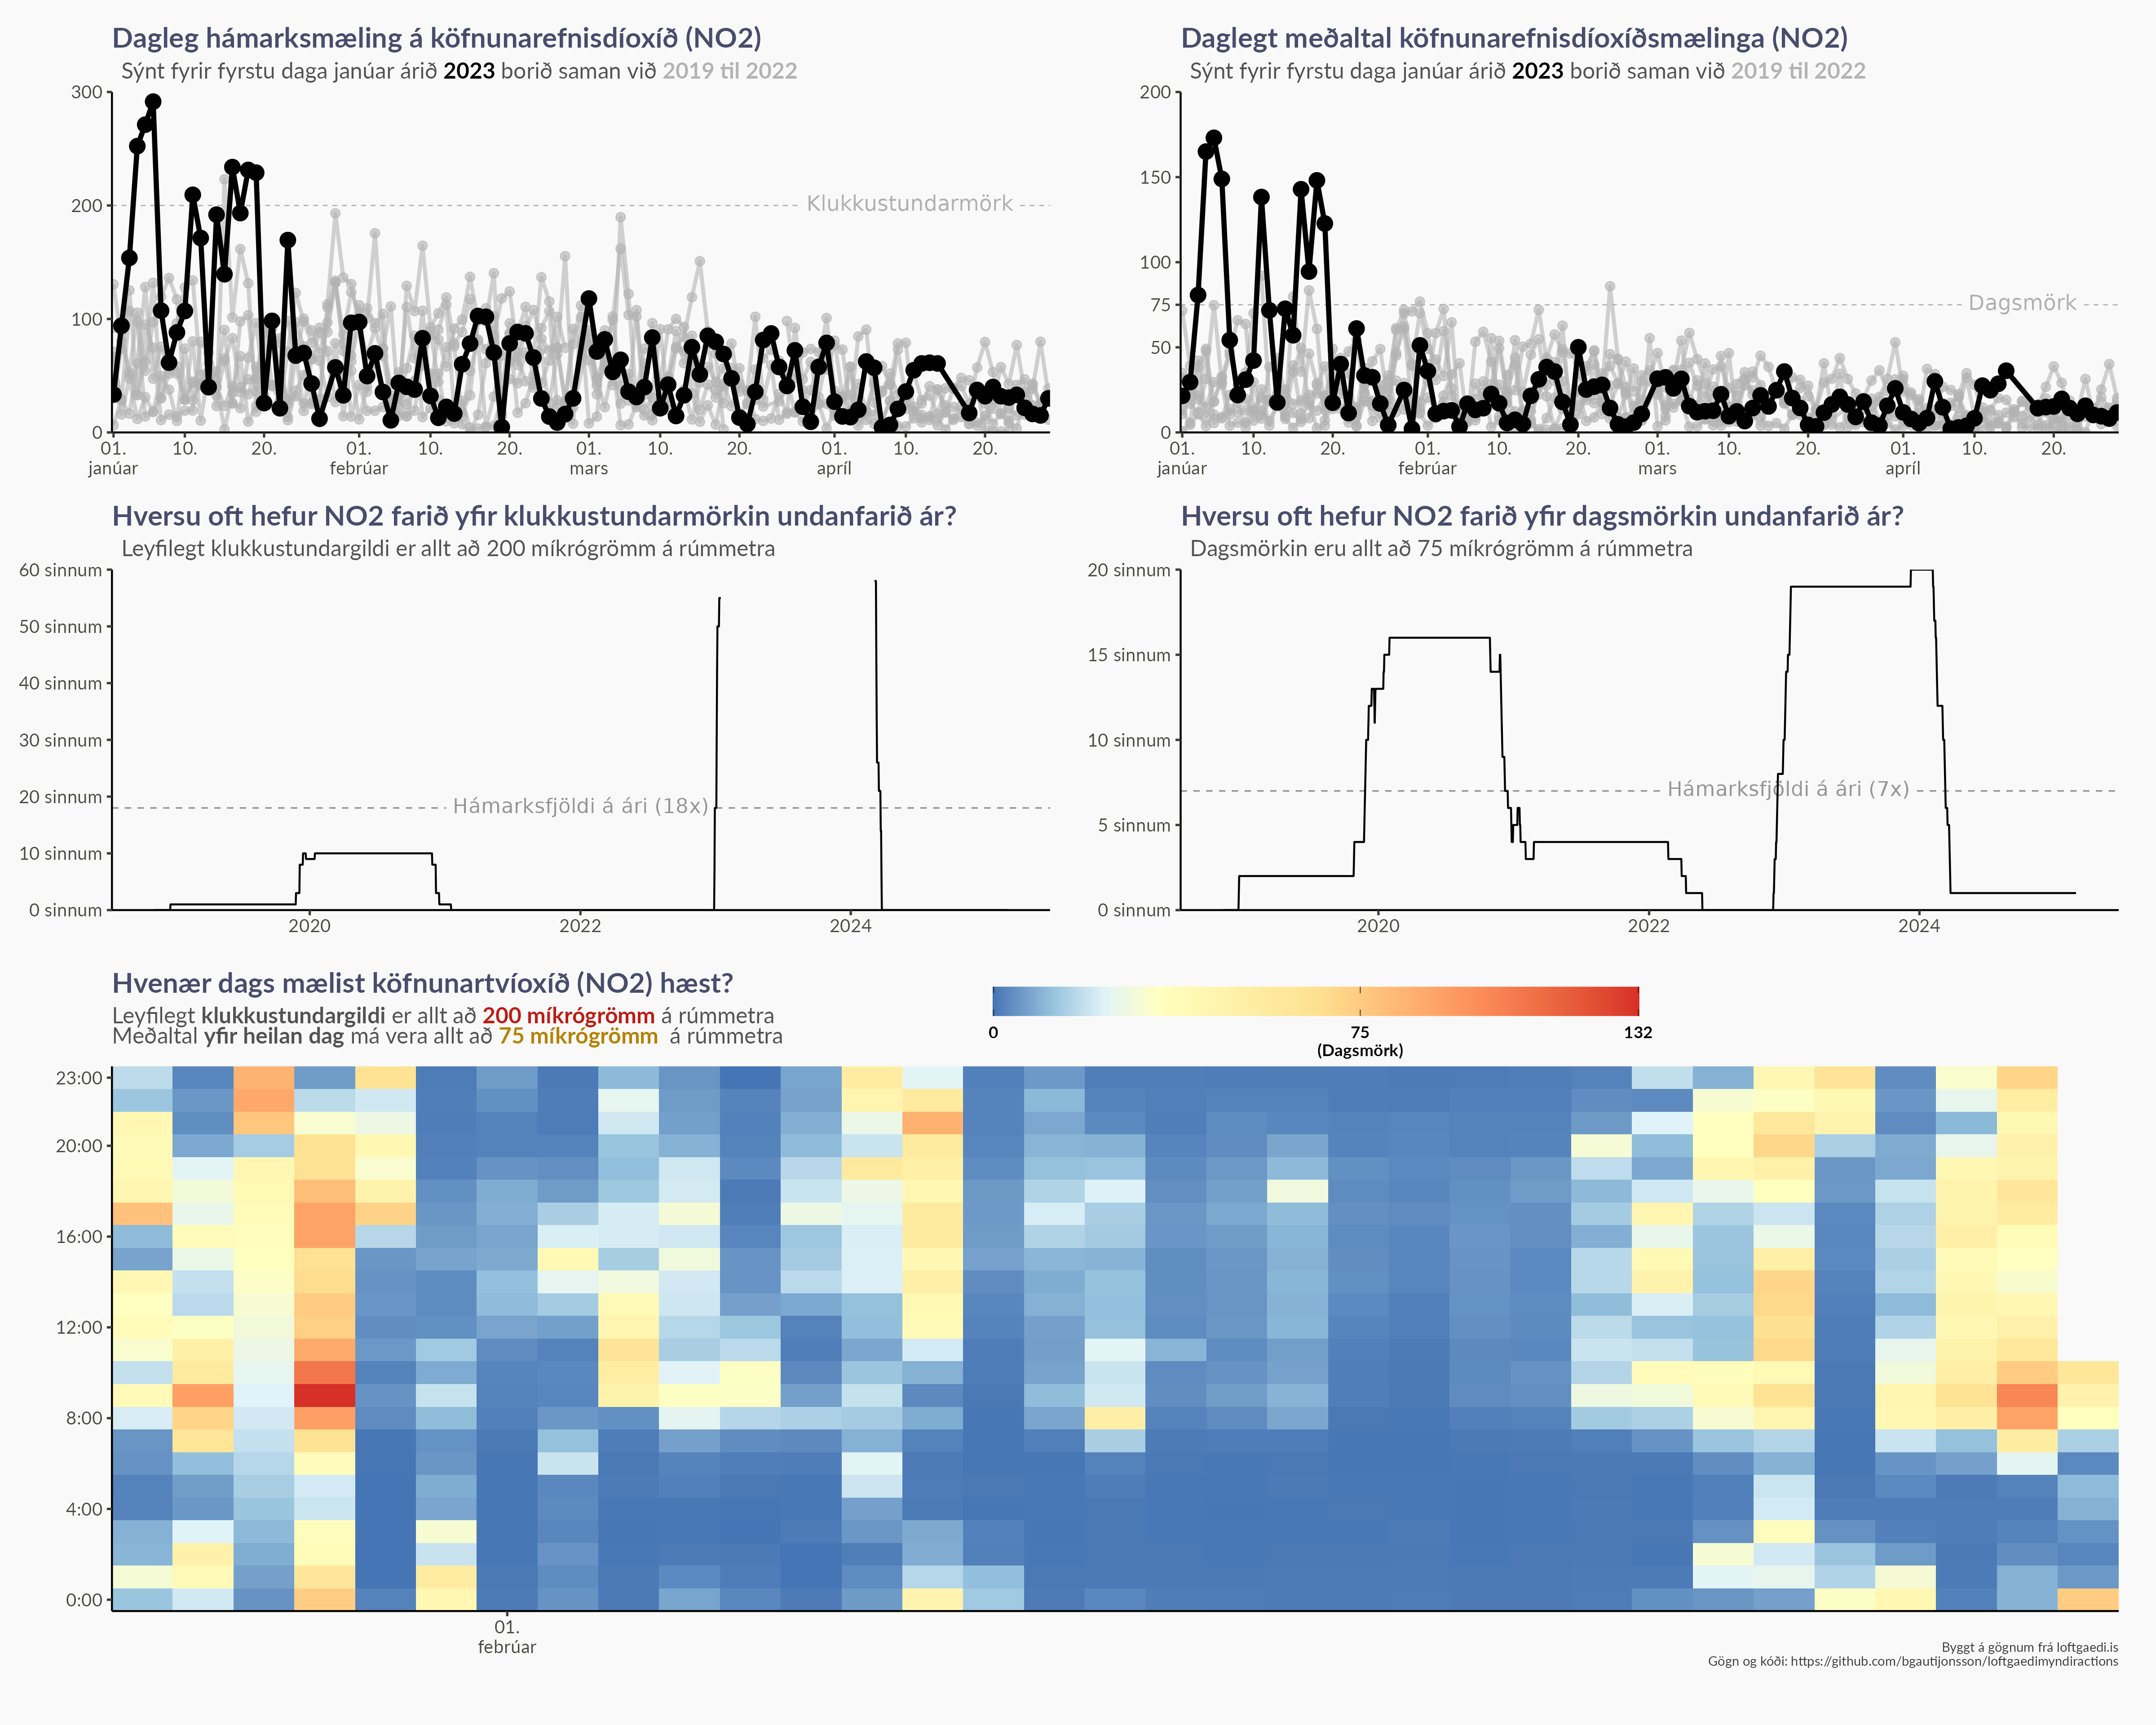 Dagleg hámarksmæling á köfnunarefnisdíoxíð (NO2)
Sýnt fyrir fyrstu daga janúar árið 2023 borið saman við 2019 til 2022
300
200
100
0
Klukkustundarmörk
01. 10. 20. 01. 10. 20. 01. 10. 20. 01. 10. 20.
janúar febrúar mars apríl
Daglegt meðaltal köfnunarefnisdíoxíðsmælinga (NO2)
Sýnt fyrir fyrstu daga janúar árið 2023 borið saman við 2019 til 2022
200
150
100
75
50
0
Dagsmörk
01. 10. 20. 01. 10. 20. 01. 10. 20. 01. 10. 20.
janúar febrúar mars apríl
Hversu oft hefur NO2 farið yfir klukkustundarmörkin undanfarið ár?
Leyfilegt klukkustundargildi er allt að 200 míkrógrömm á rúmmetra
60 sinnum
50 sinnum
40 sinnum
30 sinnum
20 sinnum
10 sinnum
0 sinnum
Hámarksfjöldi á ári (18x)
2020 2022 2024
Hversu oft hefur NO2 farið yfir dagsmörkin undanfarið ár?
Dagsmörkin eru allt að 75 míkrógrömm á rúmmetra
20 sinnum
15 sinnum
10 sinnum
5 sinnum
0 sinnum
Hámarksfjöldi á ári (7x)
2020 2022 2024
Hvenær dags mælist köfnunartvíoxíð (NO2) hæst?
Leyfilegt klukkustundargildi er allt að 200 míkrógrömm á rúmmetra
Meðaltal yfir heilan dag má vera allt að 75 míkrógrömm á rúmmetra
0 75 132
(Dagsmörk)
23:00
20:00
16:00
12:00
8:00
4:00
0:00
01.
febrúar
Byggt á gögnum frá loftgaedi.is
Gögn og kóði: https://github.com/bgautijonsson/loftgaedimyndiractions